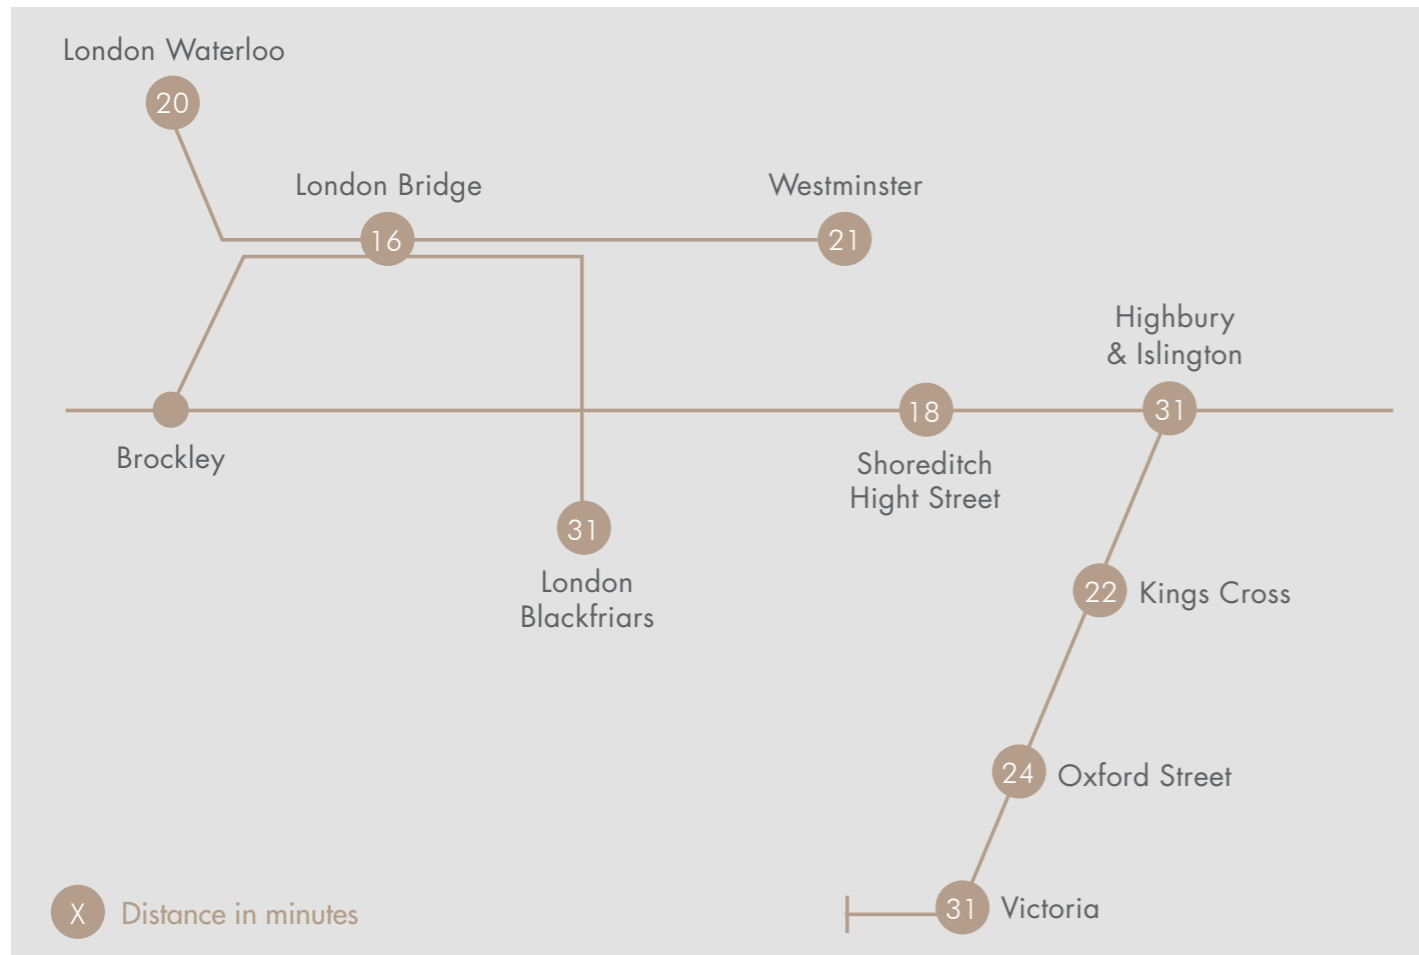 London Waterloo
20
London Bridge
16
Westminster
21
Highbury
& Islington
31
Brockley
18
Shoreditch
Hight Street
31
London
Blackfriars
22 Kings Cross
24 Oxford Street
31 Victoria
X Distance in minutes